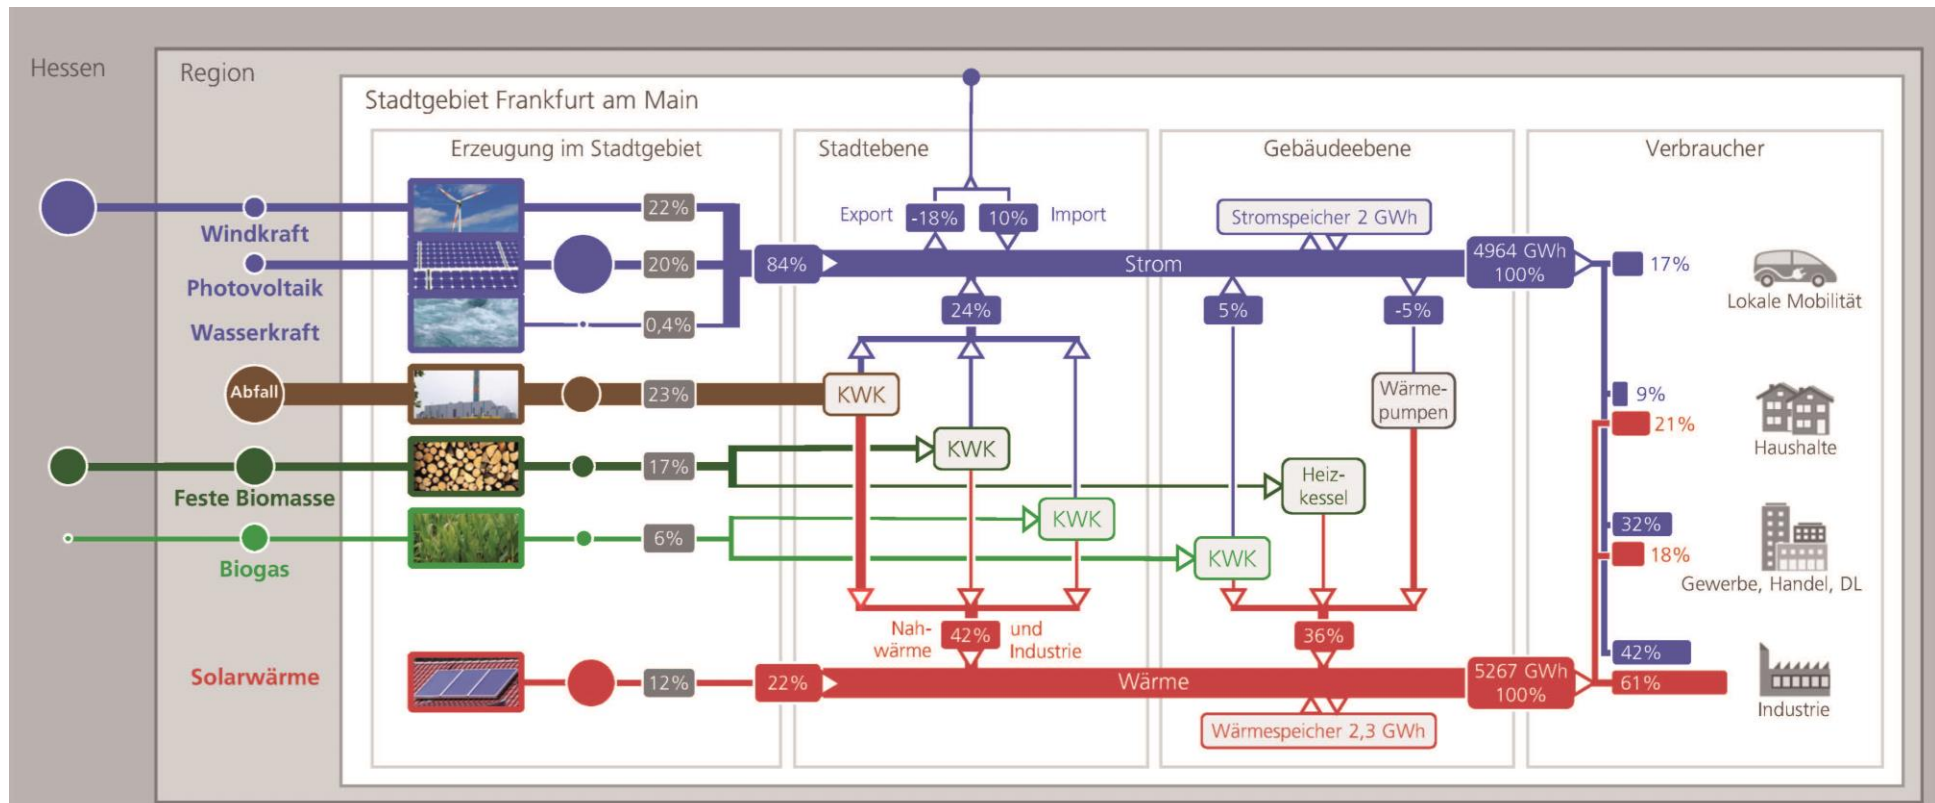 Hessen
Region
Stadtgebiet Frankfurt am Main
Erzeugung im Stadtgebiet
Stadtebene
Gebäudeebene
Verbraucher
Windkraft
22%
Photovoltaik
20%
Wasserkraft
0,4%
84%
Export
-18%
10%
Import
Stromspeicher 2 GWh
Strom
4964 GWh
100%
17%
Lokale Mobilität
24%
5%
-5%
Abfall
23%
KWK
Wärme-
pumpen
9%
21%
Haushalte
Feste Biomasse
17%
KWK
Heiz-
kessel
Biogas
6%
KWK
KWK
32%
18%
Gewerbe, Handel, DL
Nah-
wärme
42%
und
Industrie
36%
Solarwärme
12%
22%
Wärme
5267 GWh
100%
42%
61%
Industrie
Wärmespeicher 2,3 GWh